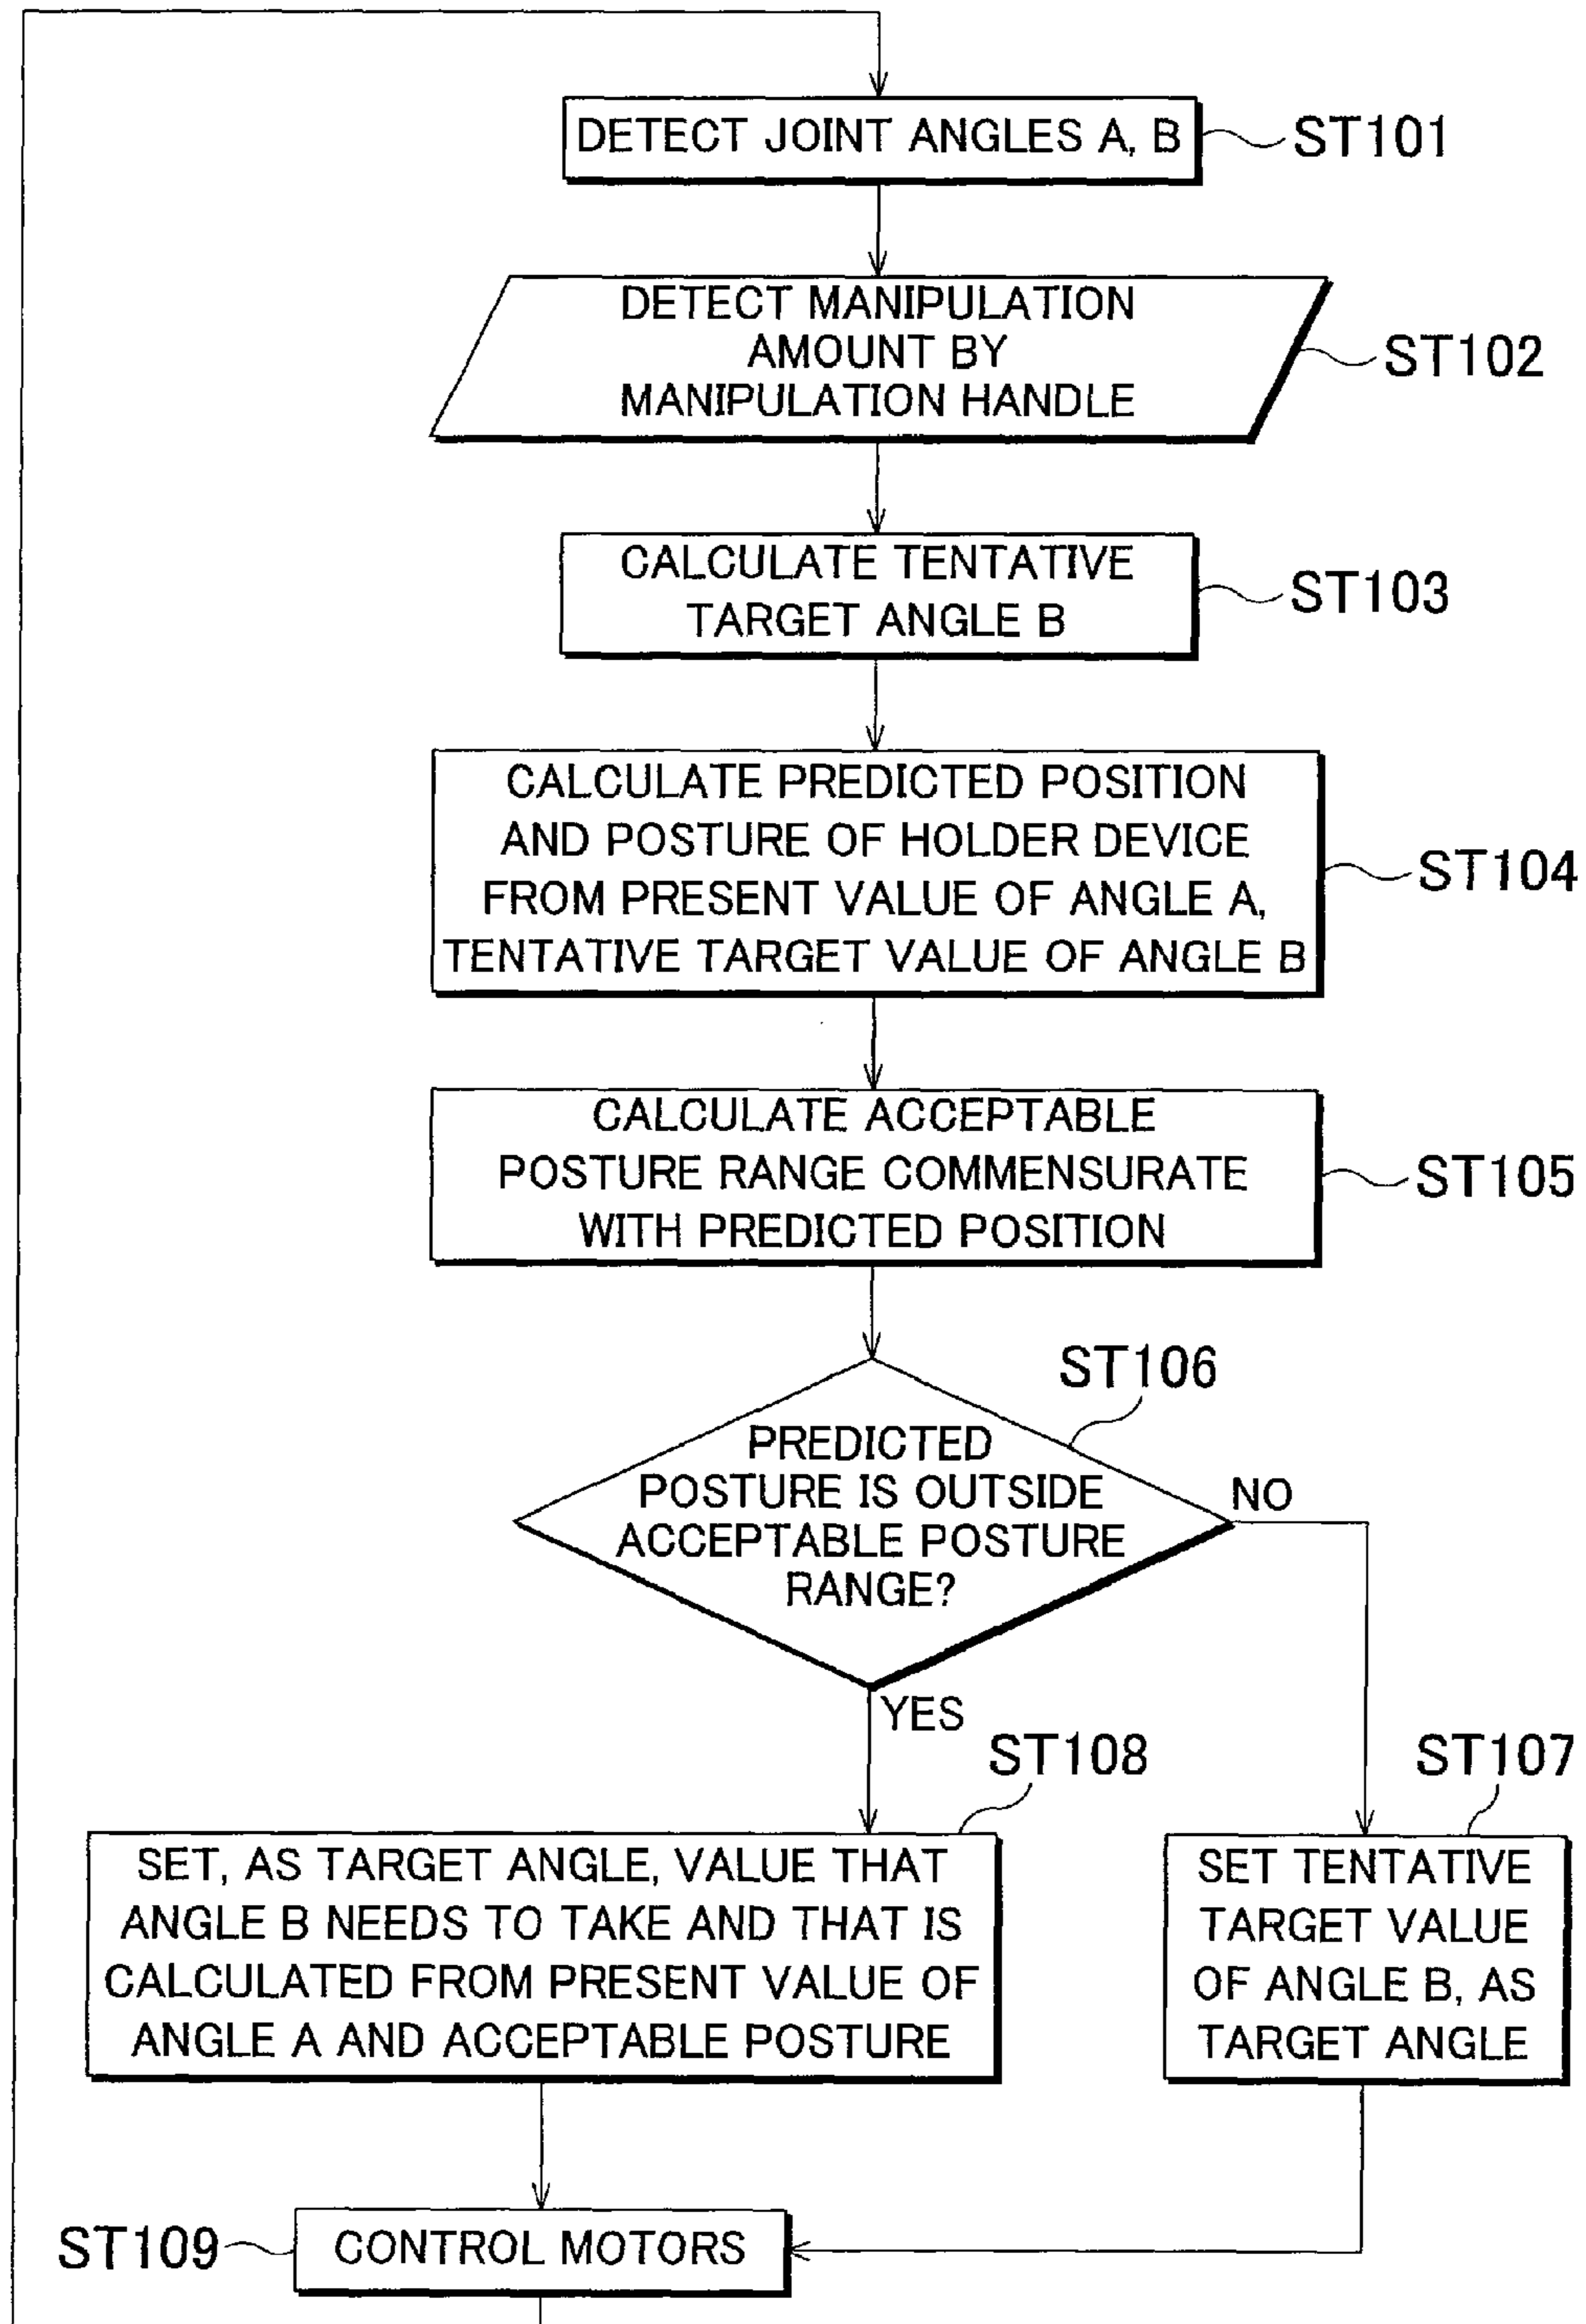 DETECT JOINT ANGLES A, B
ST101
DETECT MANIPULATION
AMOUNT BY
MANIPULATION HANDLE
ST102
CALCULATE TENTATIVE
TARGET ANGLE B
ST103
CALCULATE PREDICTED POSITION
AND POSTURE OF HOLDER DEVICE
FROM PRESENT VALUE OF ANGLE A,
TENTATIVE TARGET VALUE OF ANGLE B
ST104
CALCULATE ACCEPTABLE
POSTURE RANGE COMMENSURATE
WITH PREDICTED POSITION
ST105
ST106
PREDICTED
POSTURE IS OUTSIDE
ACCEPTABLE POSTURE
RANGE?
NO
YES
ST108
SET, AS TARGET ANGLE, VALUE THAT
ANGLE B NEEDS TO TAKE AND THAT IS
CALCULATED FROM PRESENT VALUE OF
ANGLE A AND ACCEPTABLE POSTURE
ST107
SET TENTATIVE
TARGET VALUE
OF ANGLE B, AS
TARGET ANGLE
ST109
CONTROL MOTORS